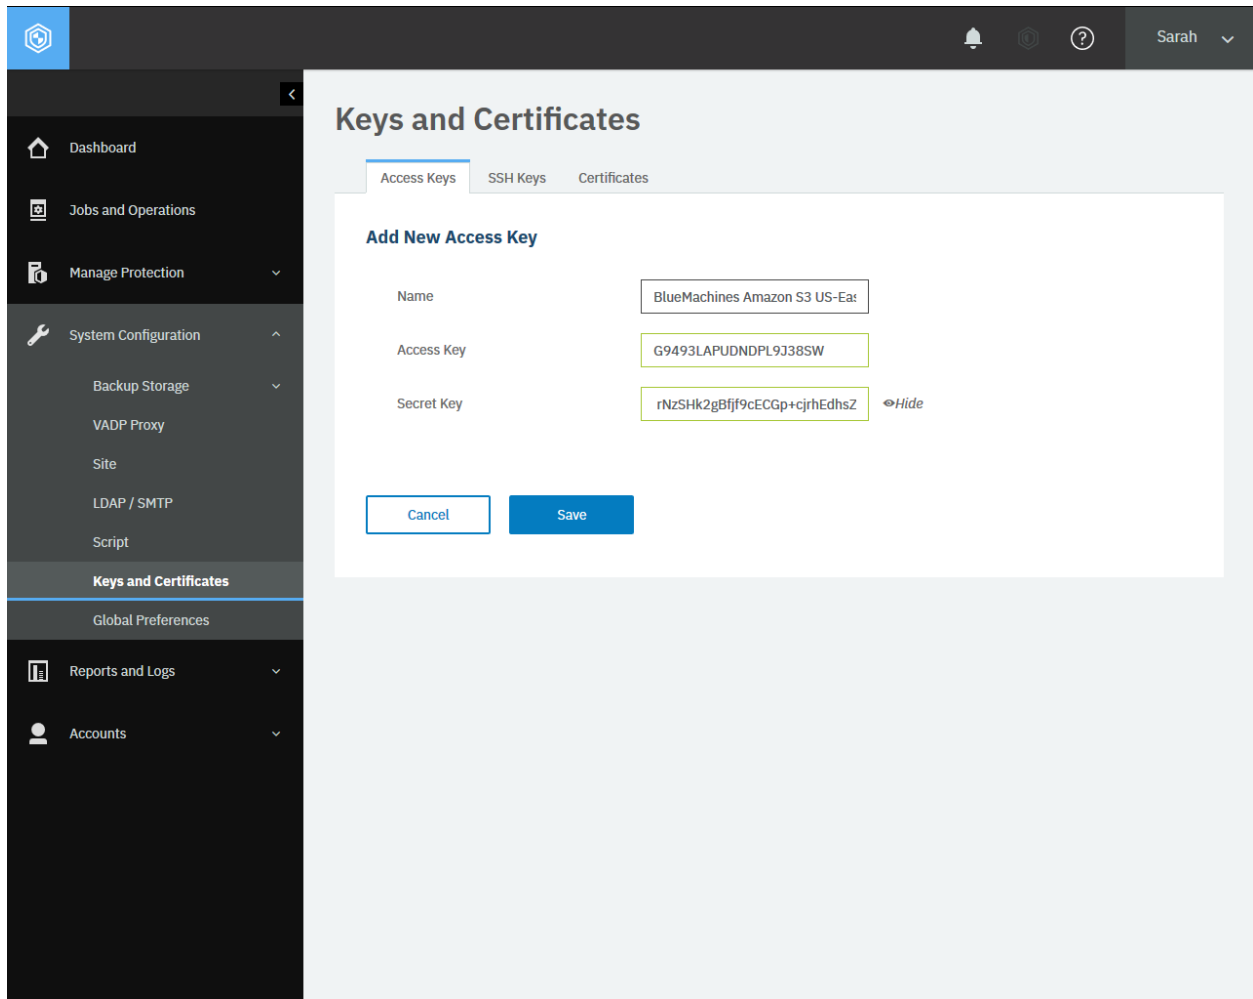 Sarah
Keys and Certificates
Dashboard
Jobs and Operations
Manage Protection
System Configuration
Backup Storage
VADP Proxy
Site
LDAP / SMTP
Script
Keys and Certificates
Global Preferences
Reports and Logs
Accounts
Access Keys SSH Keys Certificates
Add New Access Key
Name BlueMachines Amazon S3 US-Eas
Access Key G9493LAPUDNDPL9J38SW
Secret Key rNzSHk2gBfjf9cECGp+cjrhEdhsZ Hide
Cancel Save